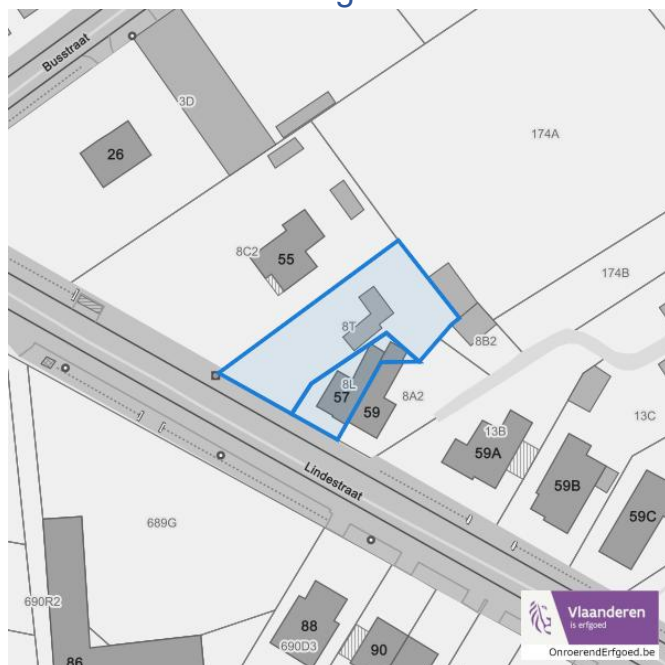 Busstraat
3D
26
174A
8C2
55
174B
8T
8B2
8L
57
59
8A2
13B
13C
59A
59B
59C
Lindestraat
689G
690R2
88
690D3
90
86
Vlaanderen
is erfgoed
OnroerendErfgoed.be